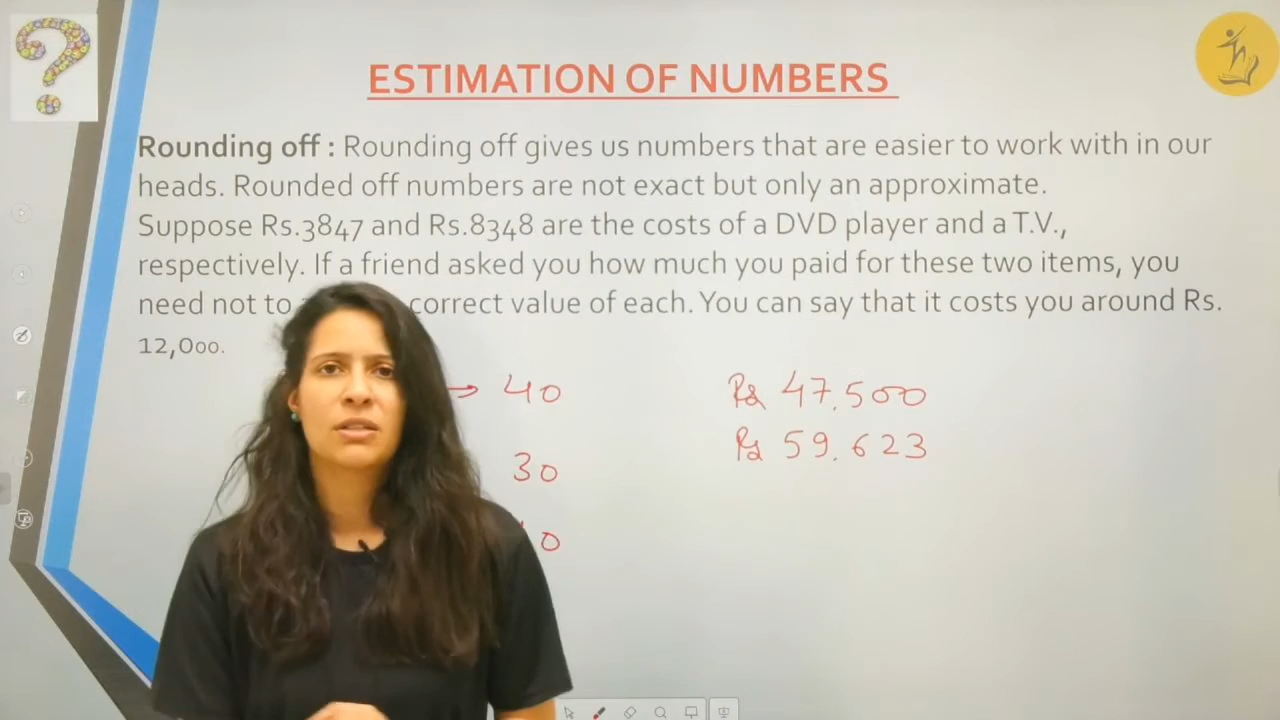 ESTIMATION OF NUMBERS
Rounding off : Rounding off gives us numbers that are easier to work with in our
heads. Rounded off numbers are not exact but only an approximate.
Suppose Rs.3847 and Rs.8348 are the costs of a DVD player and a T.V.,
respectively. If a friend asked you how much you paid for these two items, you
need not to correct value of each. You can say that it costs you around Rs.
12,000.
→ 40
30
0
Rs 47,500
Rs 59,623